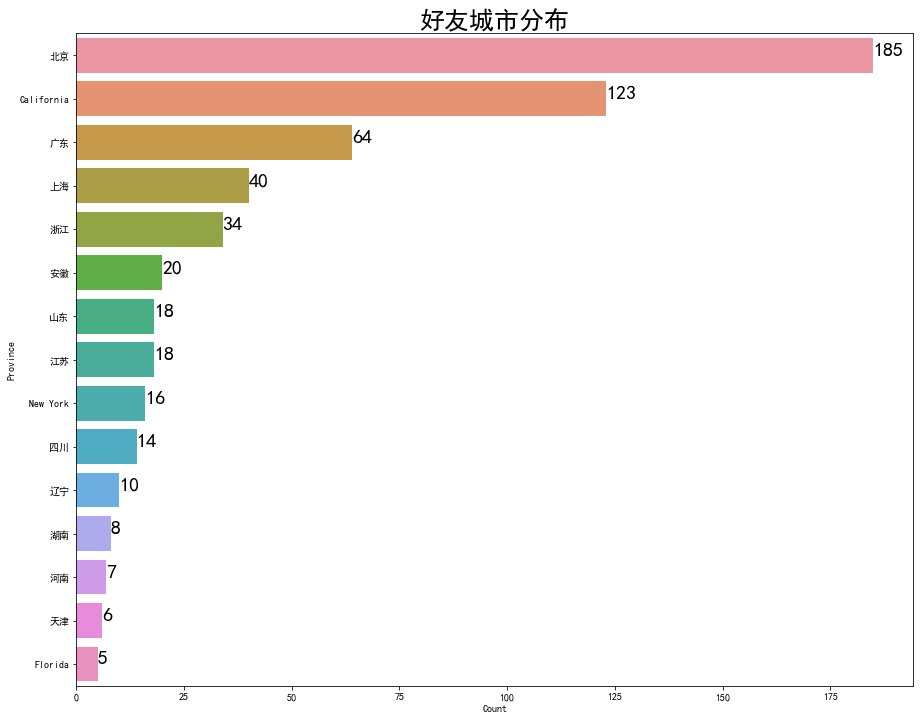 好友城市分布
北京 185
California 123
广东 64
上海 40
浙江 34
安徽 20
山东 18
江苏 18
New York 16
四川 14
辽宁 10
湖南 8
河南 7
天津 6
Florida 5
Province
0 25 50 75 100 125 150 175
Count